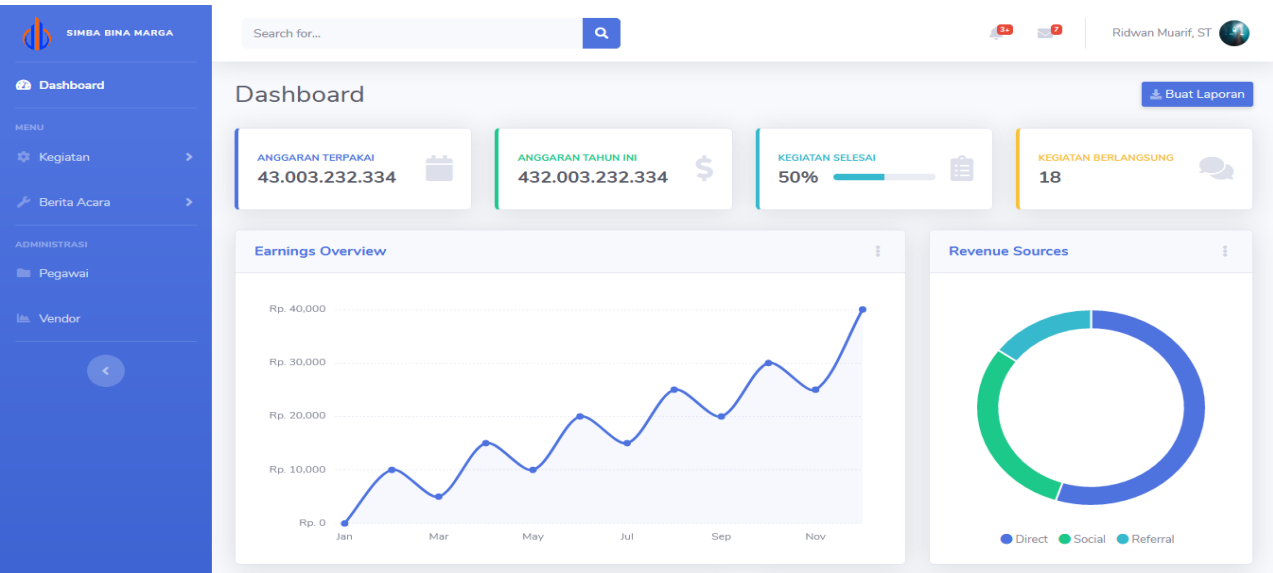 SIMBA BINA MARGA
Search for...
3+
7
Ridwan Muarif, ST
Dashboard
MENU
Kegiatan
Berita Acara
ADMINISTRASI
Pegawai
Vendor
Dashboard
Buat Laporan
ANGGARAN TERPAKAI
43.003.232.334
ANGGARAN TAHUN INI
432.003.232.334
KEGIATAN SELESAI
50%
KEGIATAN BERLANGSUNG
18
Earnings Overview
Rp. 40,000
Rp. 30,000
Rp. 20,000
Rp. 10,000
Rp. 0
Jan Mar May Jul Sep Nov
Revenue Sources
Direct Social Referral